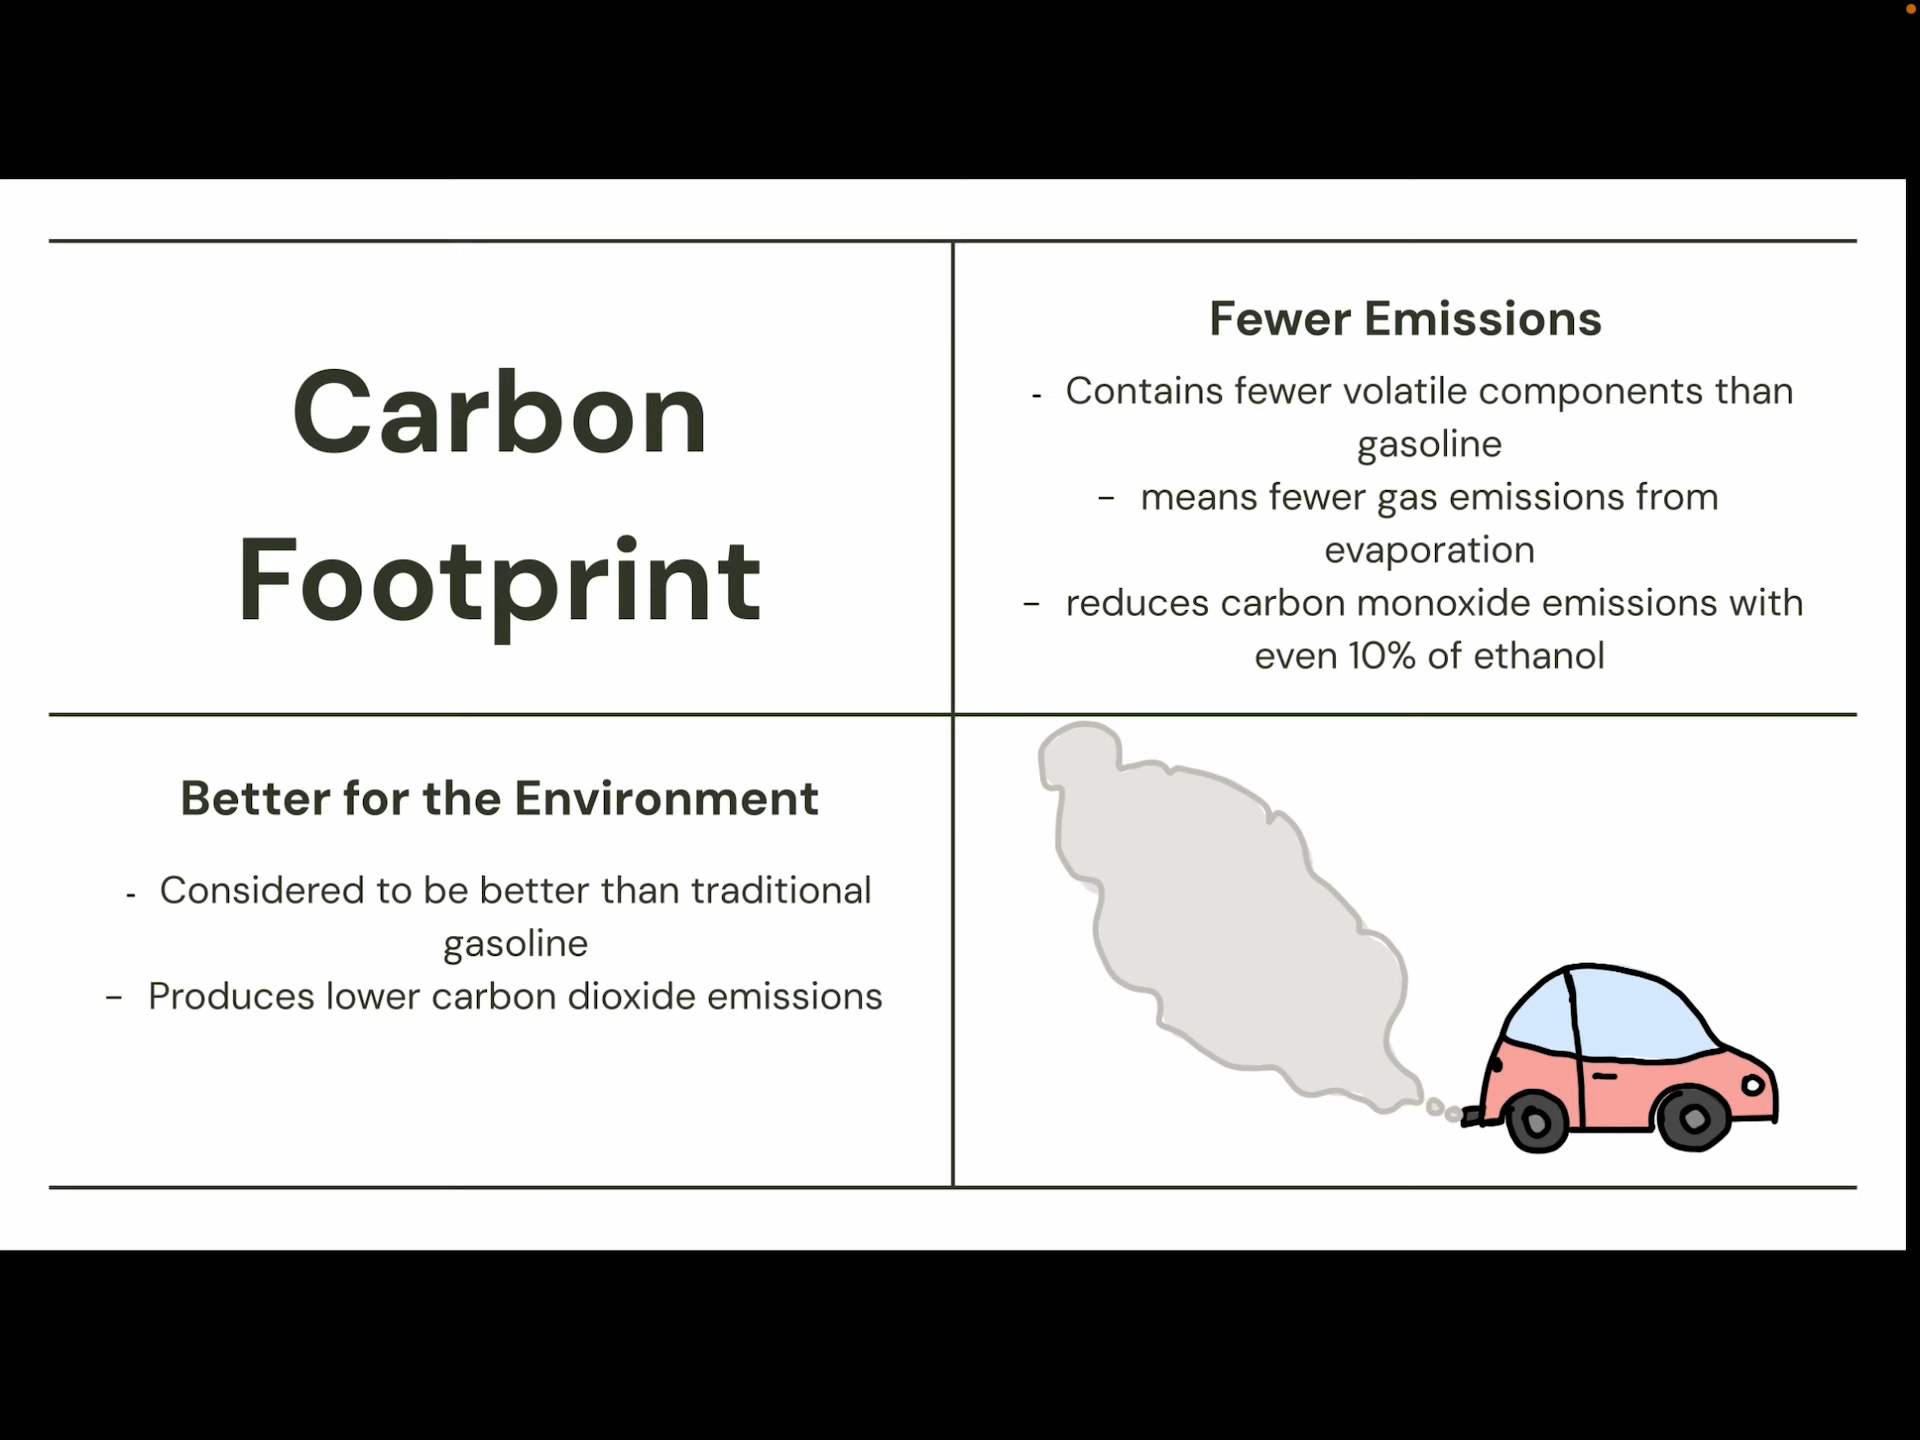 Carbon
Footprint
Fewer Emissions
- Contains fewer volatile components than
gasoline
- means fewer gas emissions from
evaporation
- reduces carbon monoxide emissions with
even 10% of ethanol
Better for the Environment
- Considered to be better than traditional
gasoline
- Produces lower carbon dioxide emissions